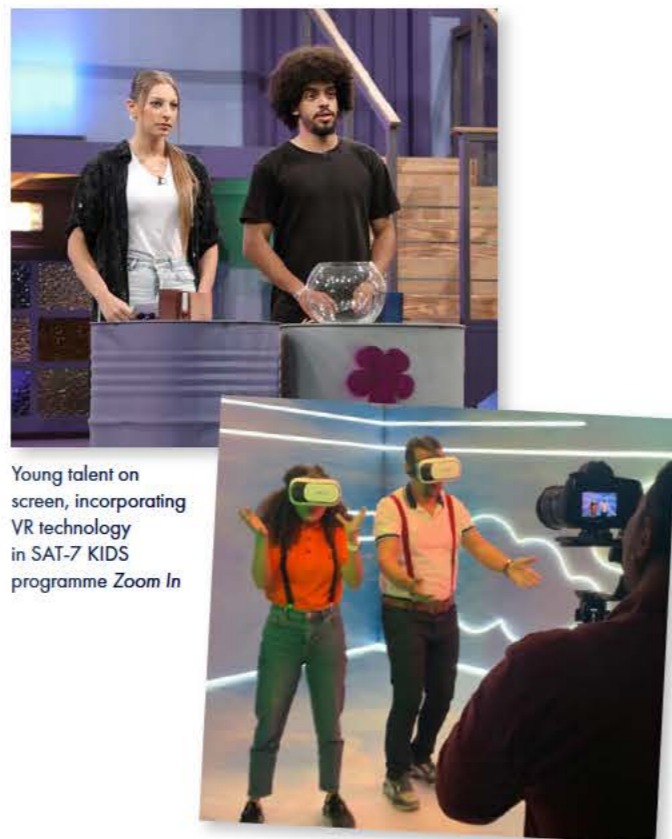 Young talent on
screen, incorporating
VR technology
in SAT-7 KIDS
programme Zoom In